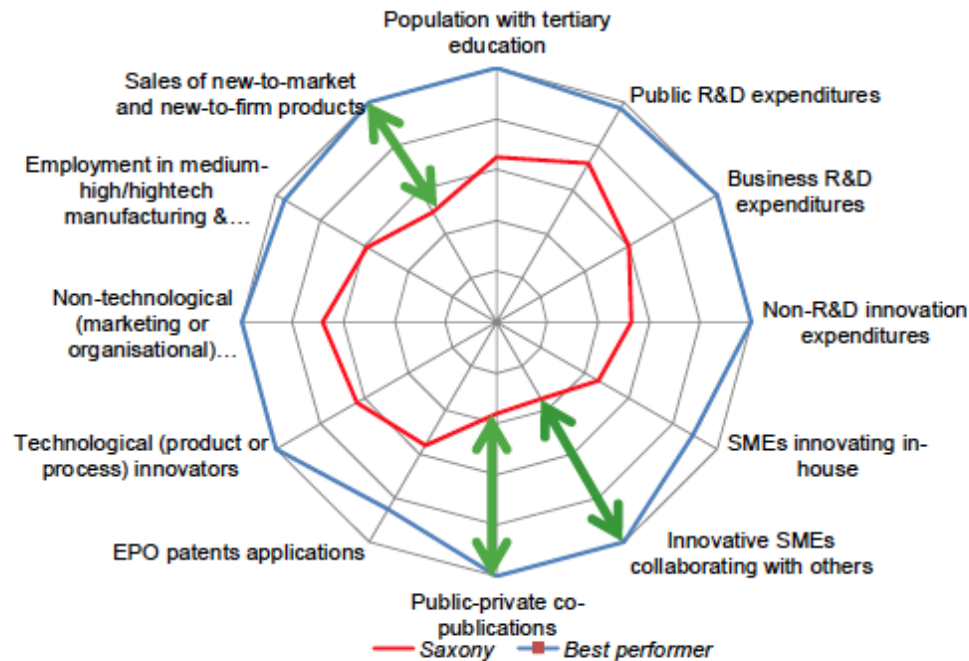 Population with tertiary
education
Public R&D expenditures
Business R&D
expenditures
Non-R&D innovation
expenditures
SMEs innovating in-
house
Innovative SMEs
collaborating with others
Public-private co-
publications
EPO patents applications
Technological (product or
process) innovators
Non-technological
(marketing or
organisational)...
Employment in medium-
high/hightech
manufacturing &...
Sales of new-to-market
and new-to-firm products
Saxony
Best performer